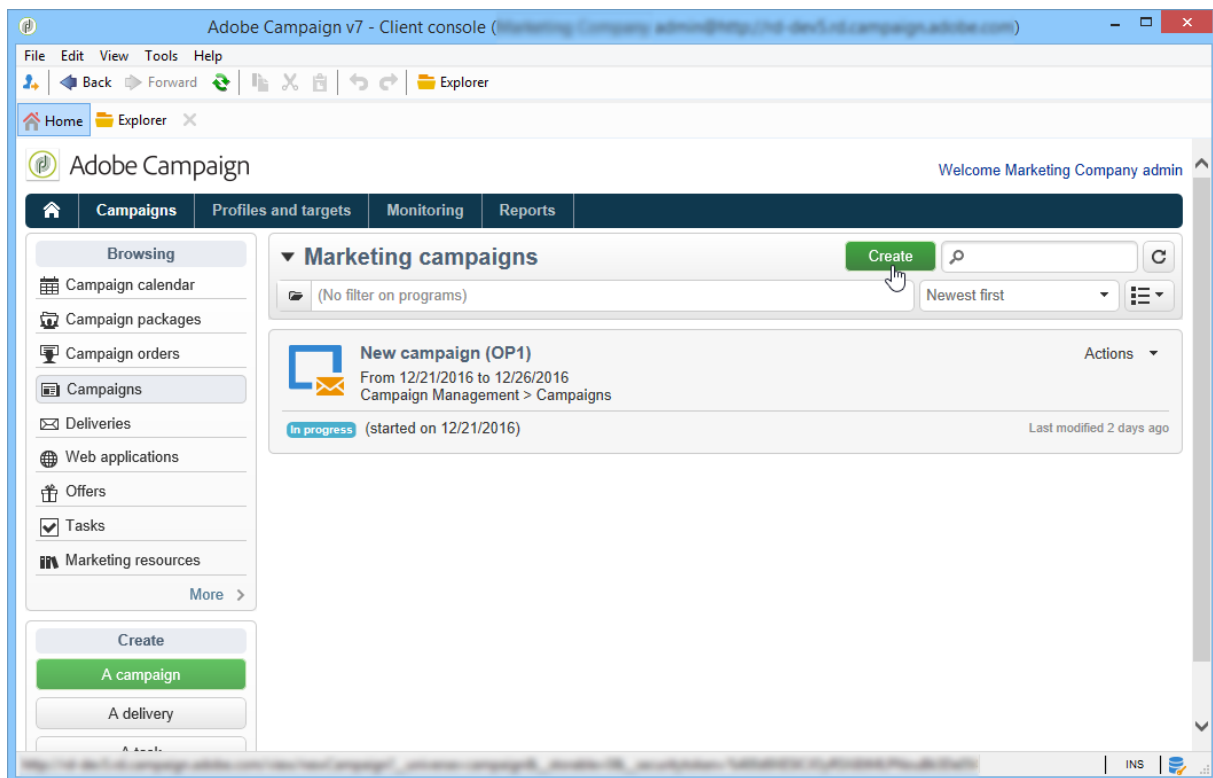 Adobe Campaign v7 - Client console (
File Edit View Tools Help
Back Forward Explorer
Home Explorer
Adobe Campaign
Welcome Marketing Company admin
Campaigns Profiles and targets Monitoring Reports
Browsing
Campaign calendar
Campaign packages
Campaign orders
Campaigns
Deliveries
Web applications
Offers
Tasks
Marketing resources
More >
Create
A campaign
A delivery
A task
Marketing campaigns
Create
(No filter on programs)
Newest first
New campaign (OP1)
Actions
From 12/21/2016 to 12/26/2016
Campaign Management > Campaigns
In progress (started on 12/21/2016)
Last modified 2 days ago
INS